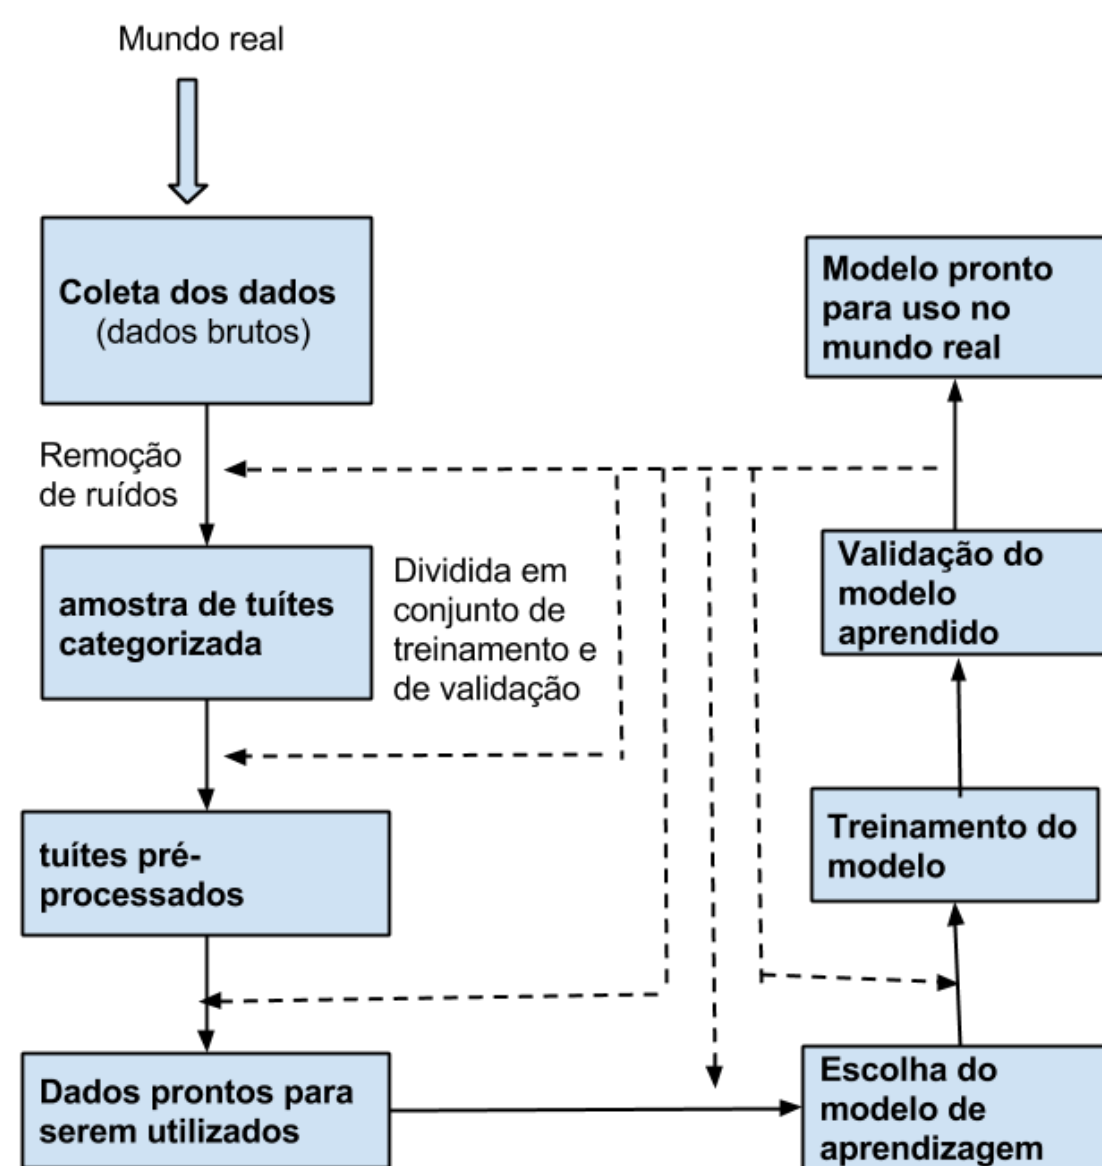 Mundo real
Coleta dos dados
(dados brutos)
Remoção
de ruídos
amostra de tuítes
categorizada
Dividida em
conjunto de
treinamento e
de validação
tuítes pré-
processados
Dados prontos para
serem utilizados
Escolha do
modelo de
aprendizagem
Treinamento do
modelo
Validação do
modelo
aprendido
Modelo pronto
para uso no
mundo real